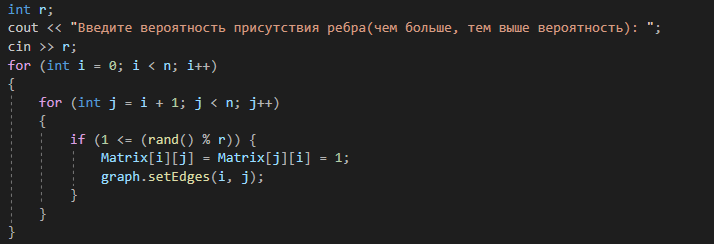 int r;
cout << "Введите вероятность присутствия ребра(чем больше, тем выше вероятность): ";
cin >> r;
for (int i = 0; i < n; i++)
{
    for (int j = i + 1; j < n; j++)
    {
        if (1 <= (rand() % r)) {
            Matrix[i][j] = Matrix[j][i] = 1;
            graph.setEdges(i, j);
        }
    }
}